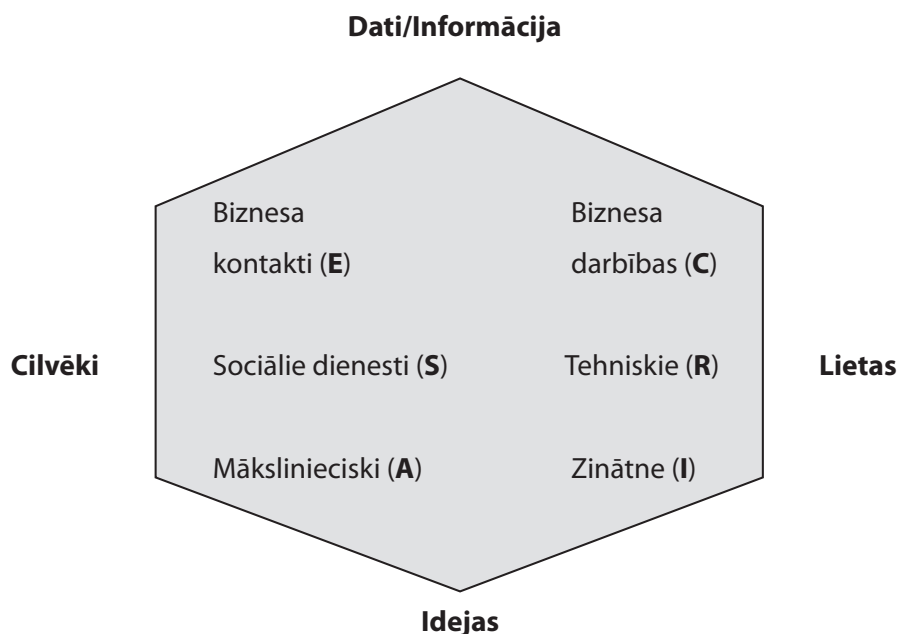 Dati/Informācija
Biznesa
kontakti (E)
Biznesa
darbības (C)
Cilvēki
Sociālie dienesti (S)
Tehniskie (R)
Lietas
Mākslinieciski (A)
Zinātne (I)
Idejas